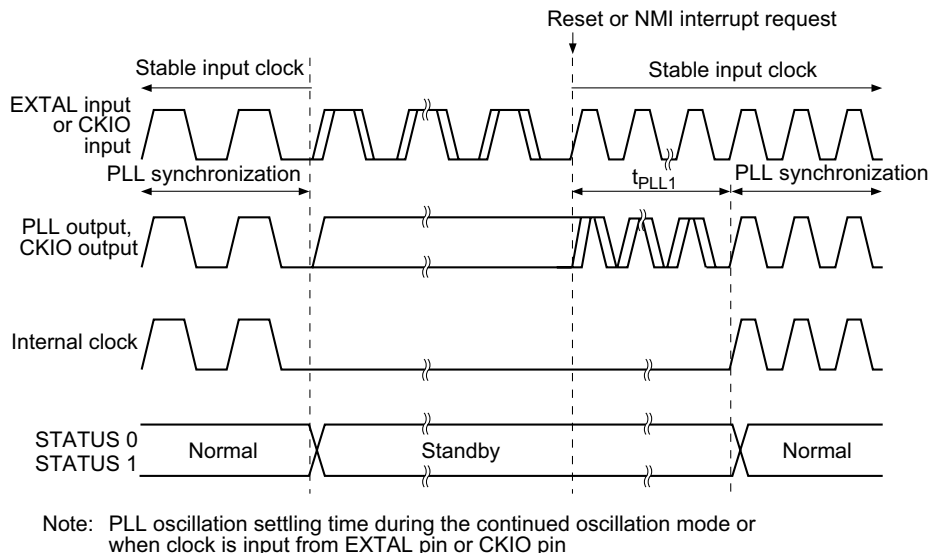 Reset or NMI interrupt request
Stable input clock
Stable input clock
EXTAL input
or CKIO
input
PLL synchronization
tPLL1
PLL synchronization
PLL output,
CKIO output
Internal clock
STATUS 0
STATUS 1
Normal
Standby
Normal
Note: PLL oscillation settling time during the continued oscillation mode or
when clock is input from EXTAL pin or CKIO pin